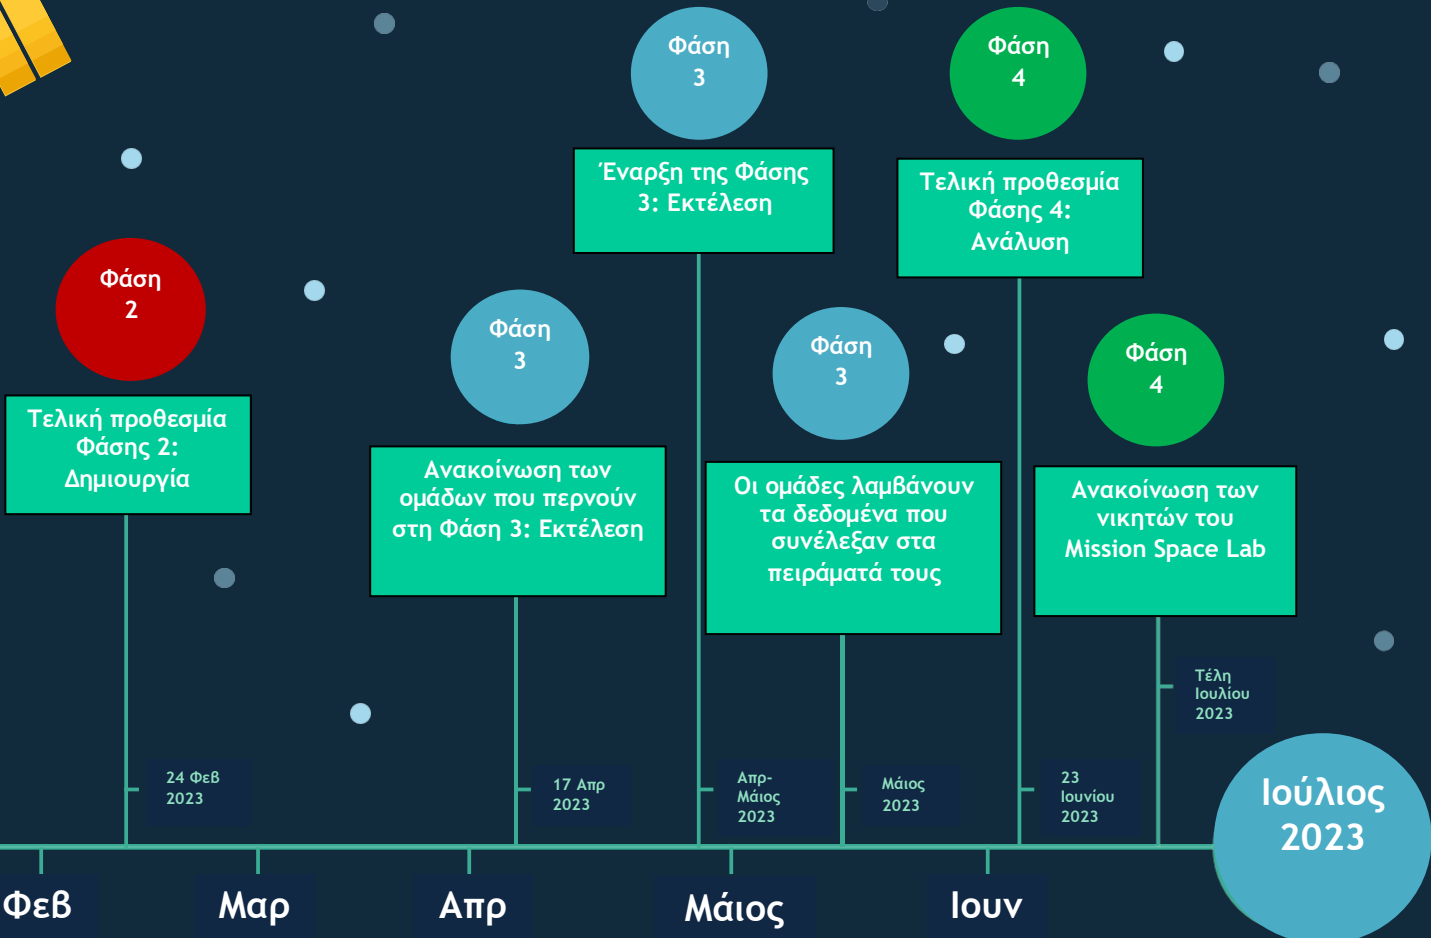 Φάση
2
Τελική προθεσμία
Φάσης 2:
Δημιουργία
24 Φεβ
2023
Φάση
3
Ανακοίνωση των
ομάδων που περνούν
στη Φάση 3: Εκτέλεση
17 Απρ
2023
Φάση
3
Έναρξη της Φάσης
3: Εκτέλεση
Απρ-
Μάιος
2023
Φάση
3
Οι ομάδες λαμβάνουν
τα δεδομένα που
συνέλεξαν στα
πειράματά τους
Μάιος
2023
Φάση
4
Τελική προθεσμία
Φάσης 4:
Ανάλυση
23
Ιουνίου
2023
Φάση
4
Ανακοίνωση των
νικητών του
Mission Space Lab
Τέλη
Ιουλίου
2023
Φεβ
Μαρ
Απρ
Μάιος
Ιουν
Ιούλιος
2023